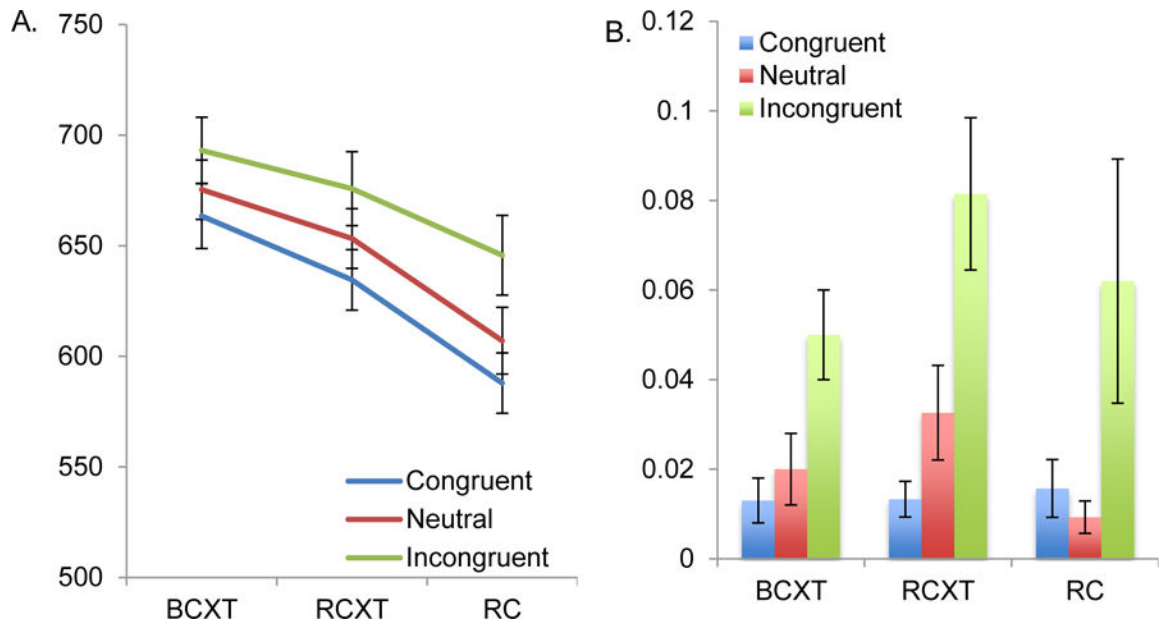 A.
750
700
650
600
550
500
BCXT RCXT RC
Congruent
Neutral
Incongruent
B.
0.12
0.1
0.08
0.06
0.04
0.02
0
BCXT RCXT RC
Congruent
Neutral
Incongruent